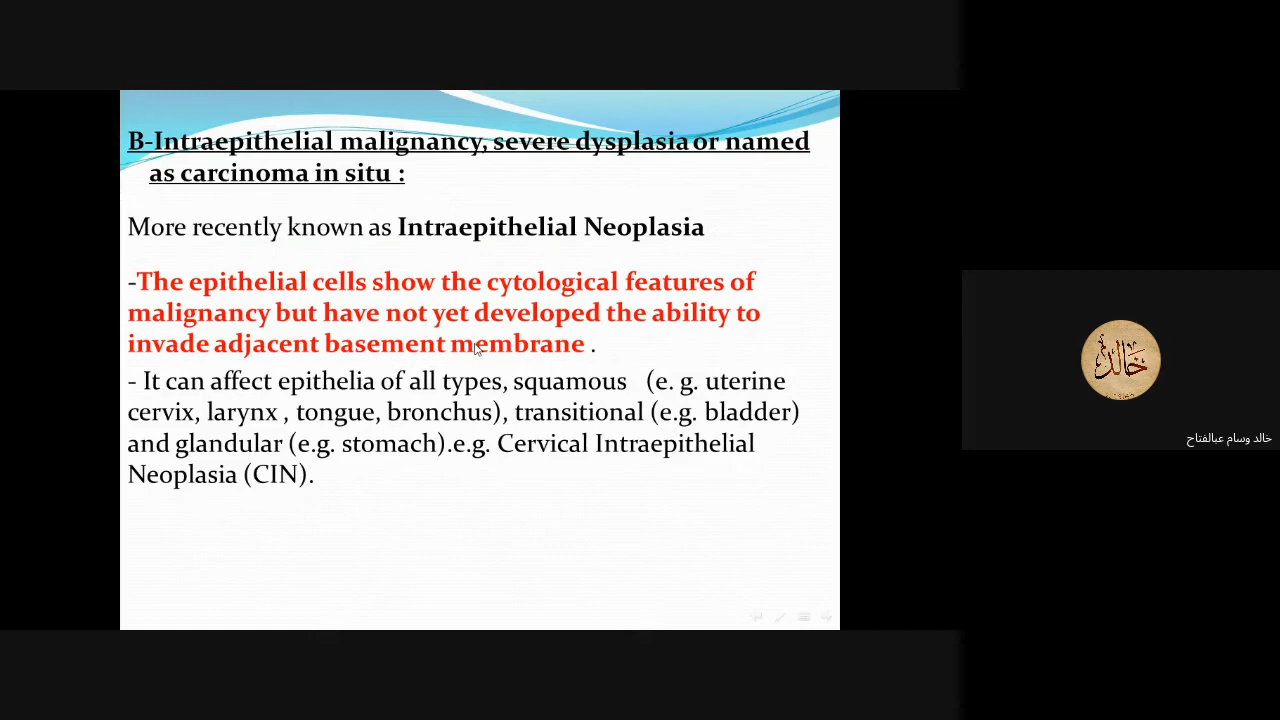 B-Intraepithelial malignancy, severe dysplasia or named
as carcinoma in situ :
More recently known as Intraepithelial Neoplasia
-The epithelial cells show the cytological features of
malignancy but have not yet developed the ability to
invade adjacent basement membrane .
- It can affect epithelia of all types, squamous (e. g. uterine
cervix, larynx , tongue, bronchus), transitional (e.g. bladder)
and glandular (e.g. stomach).e.g. Cervical Intraepithelial
Neoplasia (CIN).
خالد
خالد وسام عبالفتاح